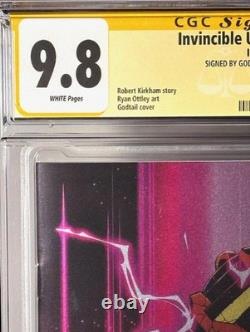 CGC Sig
Invincible U
SIGNED BY GOD
9.8
WHITE Pages
Robert Kirkham story
Ryan Ottley art
Godtail cover